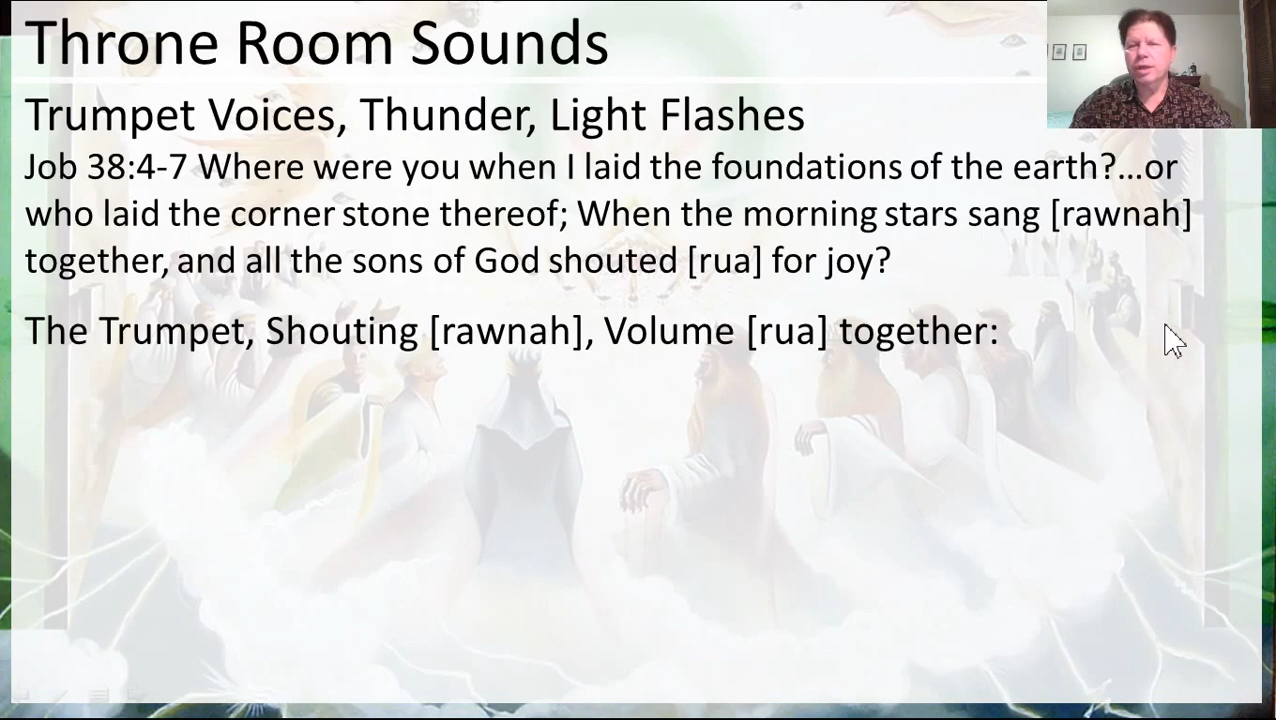 Throne Room Sounds
Trumpet Voices, Thunder, Light Flashes
Job 38:4-7 Where were you when I laid the foundations of the earth?...or
who laid the corner stone thereof; When the morning stars sang [rawnah]
together, and all the sons of God shouted [rua] for joy?
The Trumpet, Shouting [rawnah], Volume [rua] together: